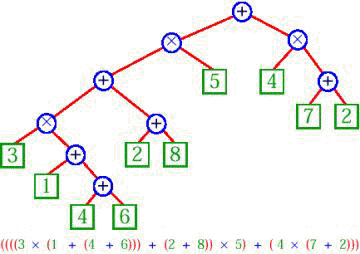 +
× ×
+ 5 4 +
× + 7 2
3 + 2 8
1 +
4 6
((((3 × (1 + (4 + 6))) + (2 + 8)) × 5) + ( 4 × (7 + 2)))